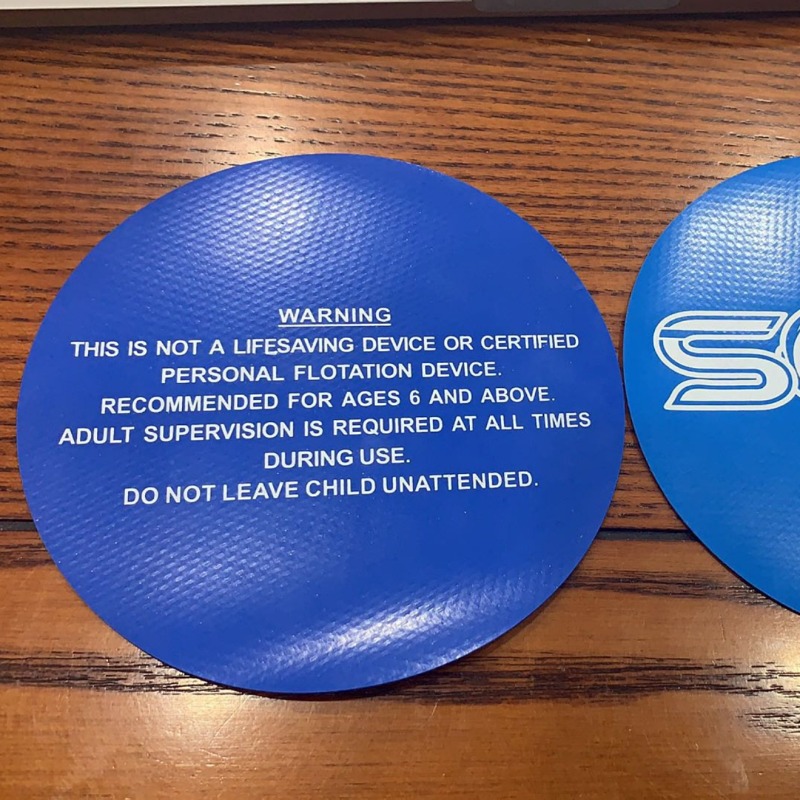 WARNING
THIS IS NOT A LIFESAVING DEVICE OR CERTIFIED
PERSONAL FLOTATION DEVICE.
RECOMMENDED FOR AGES 6 AND ABOVE.
ADULT SUPERVISION IS REQUIRED AT ALL TIMES
DURING USE.
DO NOT LEAVE CHILD UNATTENDED.